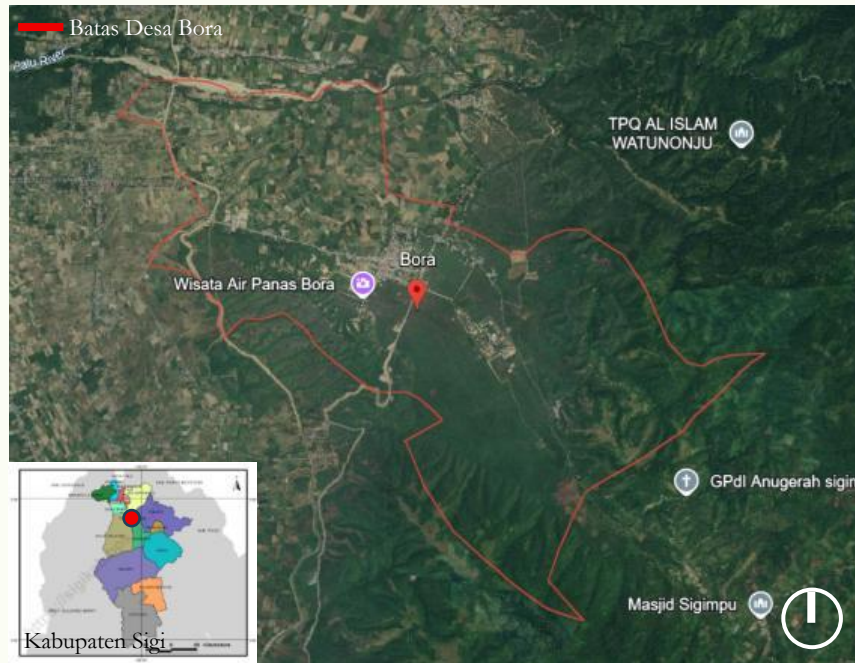 Batas Desa Bora
Palu River
TPQ AL ISLAM
WATUNONJU
Bora
Wisata Air Panas Bora
GPdI Anugerah sigim
Masjid Sigimpu
Kabupaten Sigi